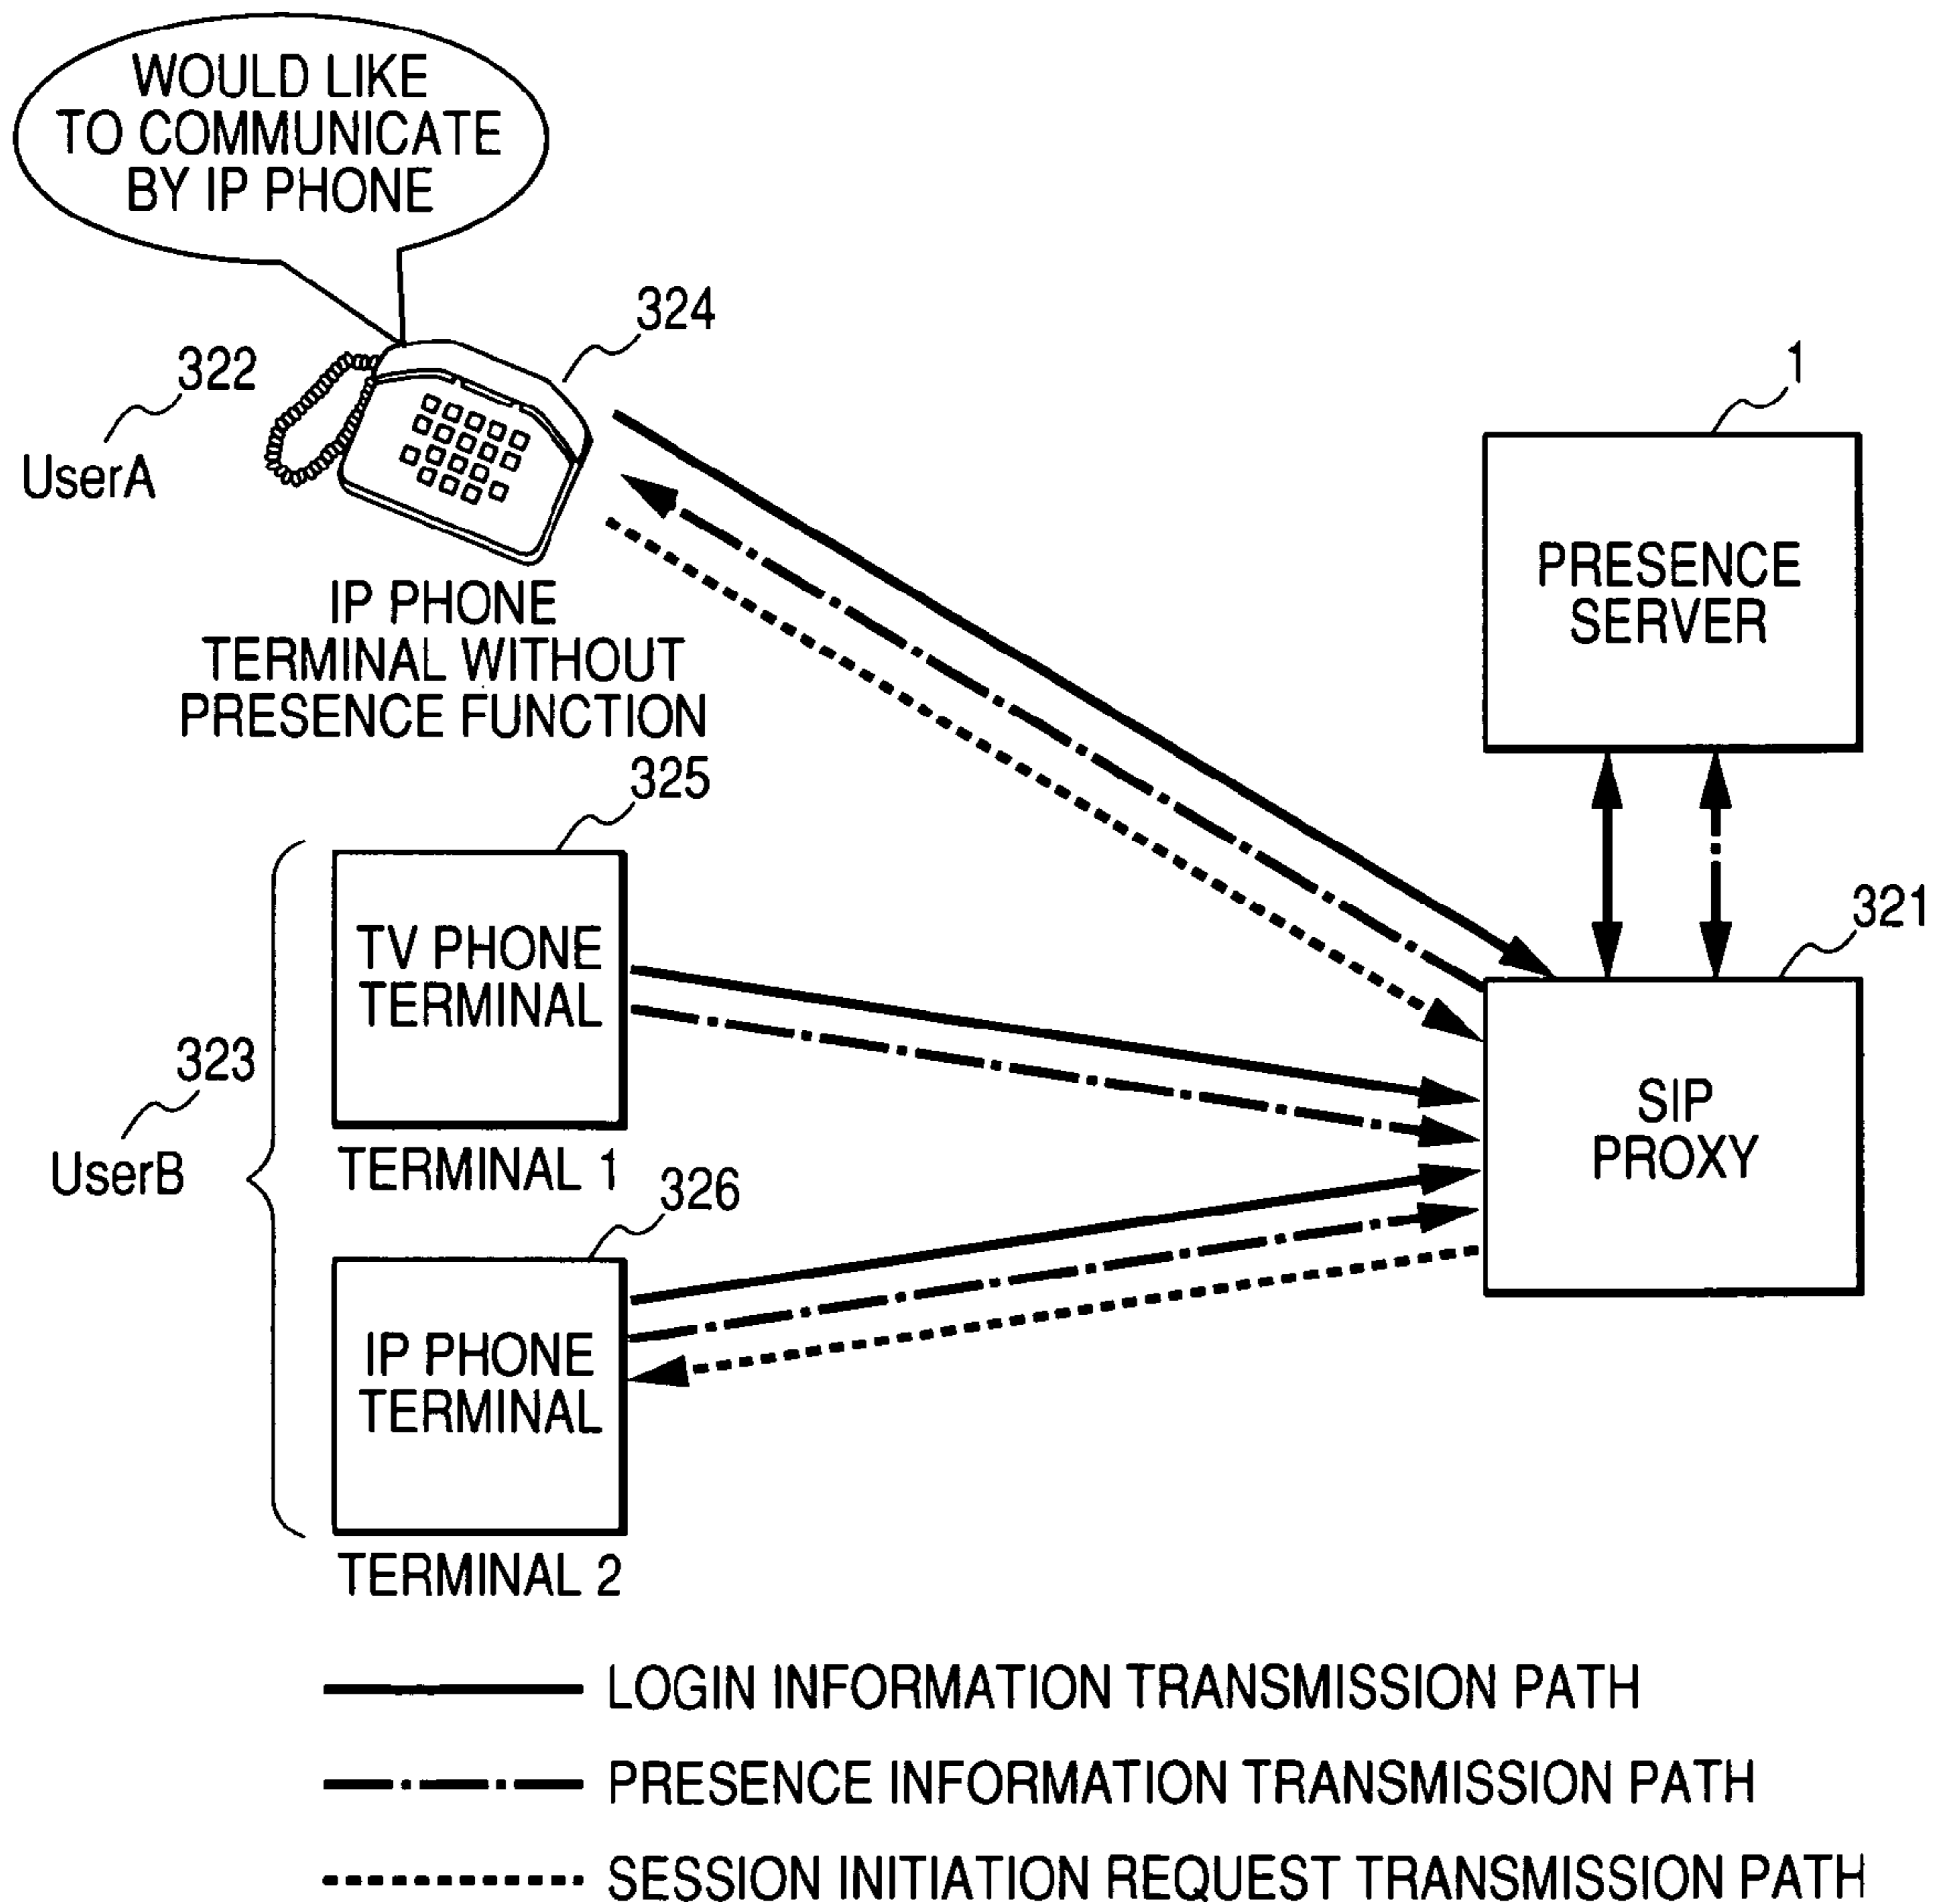 WOULD LIKE
TO COMMUNICATE
BY IP PHONE
324
322
UserA
1
IP PHONE
TERMINAL WITHOUT
PRESENCE FUNCTION
PRESENCE
SERVER
325
321
TV PHONE
TERMINAL
323
UserB
TERMINAL 1
SIP
PROXY
326
IP PHONE
TERMINAL
TERMINAL 2
LOGIN INFORMATION TRANSMISSION PATH
PRESENCE INFORMATION TRANSMISSION PATH
SESSION INITIATION REQUEST TRANSMISSION PATH